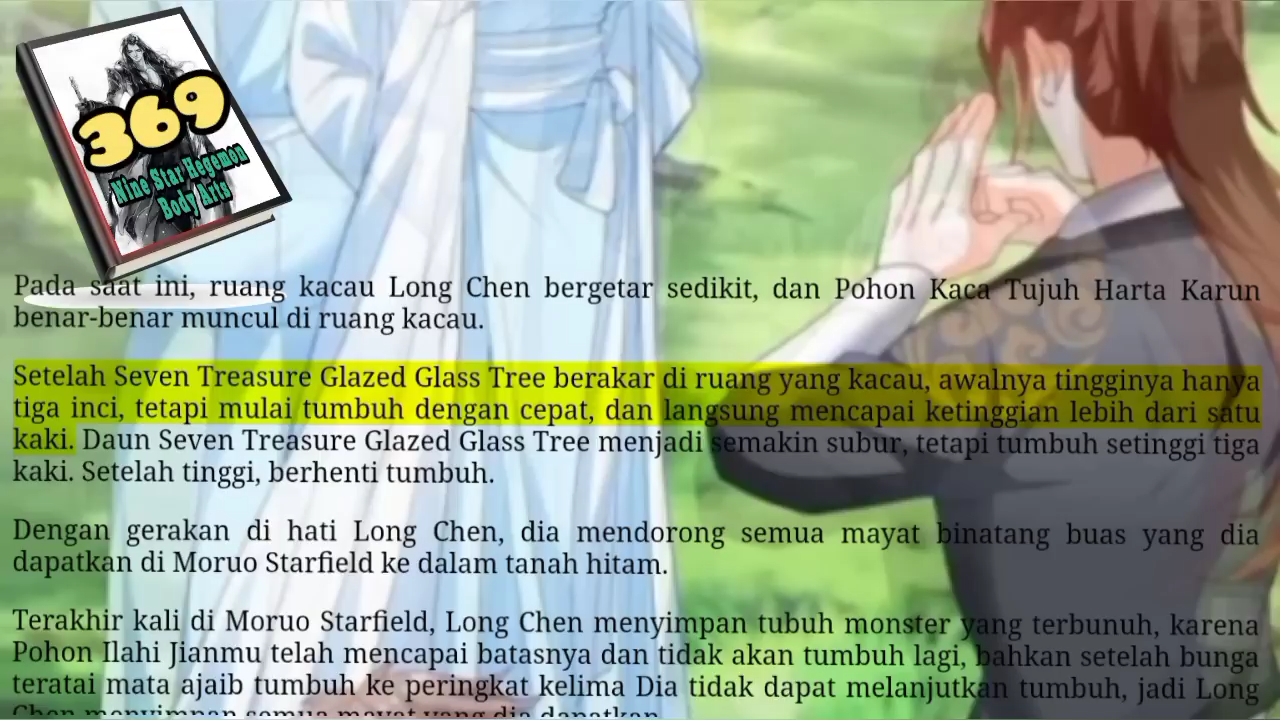 369
Nine Star Hegemon
Body Arts
Pada saat ini, ruang kacau Long Chen bergetar sedikit, dan Pohon Kaca Tujuh Harta Karun
benar-benar muncul di ruang kacau.
Setelah Seven Treasure Glazed Glass Tree berakar di ruang yang kacau, awalnya tingginya hanya
tiga inci, tetapi mulai tumbuh dengan cepat, dan langsung mencapai ketinggian lebih dari satu
kaki. Daun Seven Treasure Glazed Glass Tree menjadi semakin subur, tetapi tumbuh setinggi tiga
kaki. Setelah tinggi, berhenti tumbuh.
Dengan gerakan di hati Long Chen, dia mendorong semua mayat binatang buas yang dia
dapatkan di Moruo Starfield ke dalam tanah hitam.
Terakhir kali di Moruo Starfield, Long Chen menyimpan tubuh monster yang terbunuh, karena
Pohon Ilahi Jianmu telah mencapai batasnya dan tidak akan tumbuh lagi, bahkan setelah bunga
teratai mata ajaib tumbuh ke peringkat kelima Dia tidak dapat melanjutkan tumbuh, jadi Long
Chen menyimpan semua mayat yang dia dapatkan